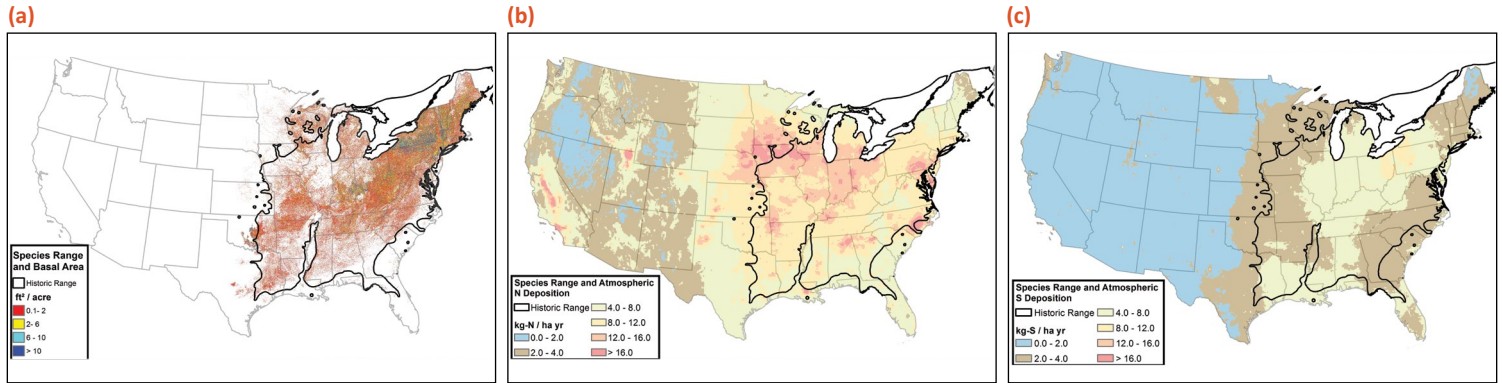 (a)
(b)
(c)
Species Range
and Basal Area
Historic Range
ft² / acre
0.1- 2
2- 6
6 - 10
> 10
Species Range and Atmospheric
N Deposition
Historic Range
kg-N / ha yr
0.0 - 2.0
2.0 - 4.0
4.0 - 8.0
8.0 - 12.0
12.0 - 16.0
> 16.0
Species Range and Atmospheric
S Deposition
Historic Range
kg-S / ha yr
0.0 - 2.0
2.0 - 4.0
4.0 - 8.0
8.0 - 12.0
12.0 - 16.0
> 16.0